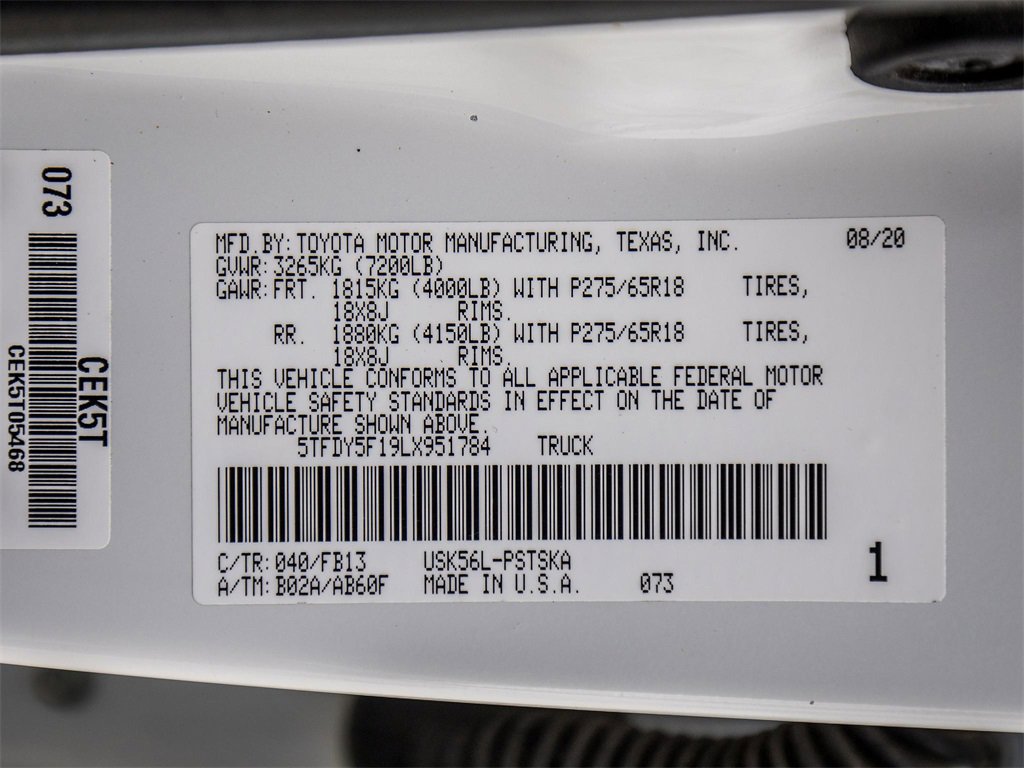 073
CEK5T
CEK5T05468
MFD.BY:TOYOTA MOTOR MANUFACTURING, TEXAS, INC. 08/20
GVWR:3265KG (7200LB)
GAWR:FRT. 1815KG (4000LB) WITH P275/65R18 TIRES,
18X8J RIMS.
RR. 1880KG (4150LB) WITH P275/65R18 TIRES,
18X8J RIMS.
THIS VEHICLE CONFORMS TO ALL APPLICABLE FEDERAL MOTOR
VEHICLE SAFETY STANDARDS IN EFFECT ON THE DATE OF
MANUFACTURE SHOWN ABOVE.
5TFDY5F19LX951784 TRUCK
C/TR:040/FB13 USK56L-PSTSKA
A/TM:B02A/AB60F MADE IN U.S.A. 073
1